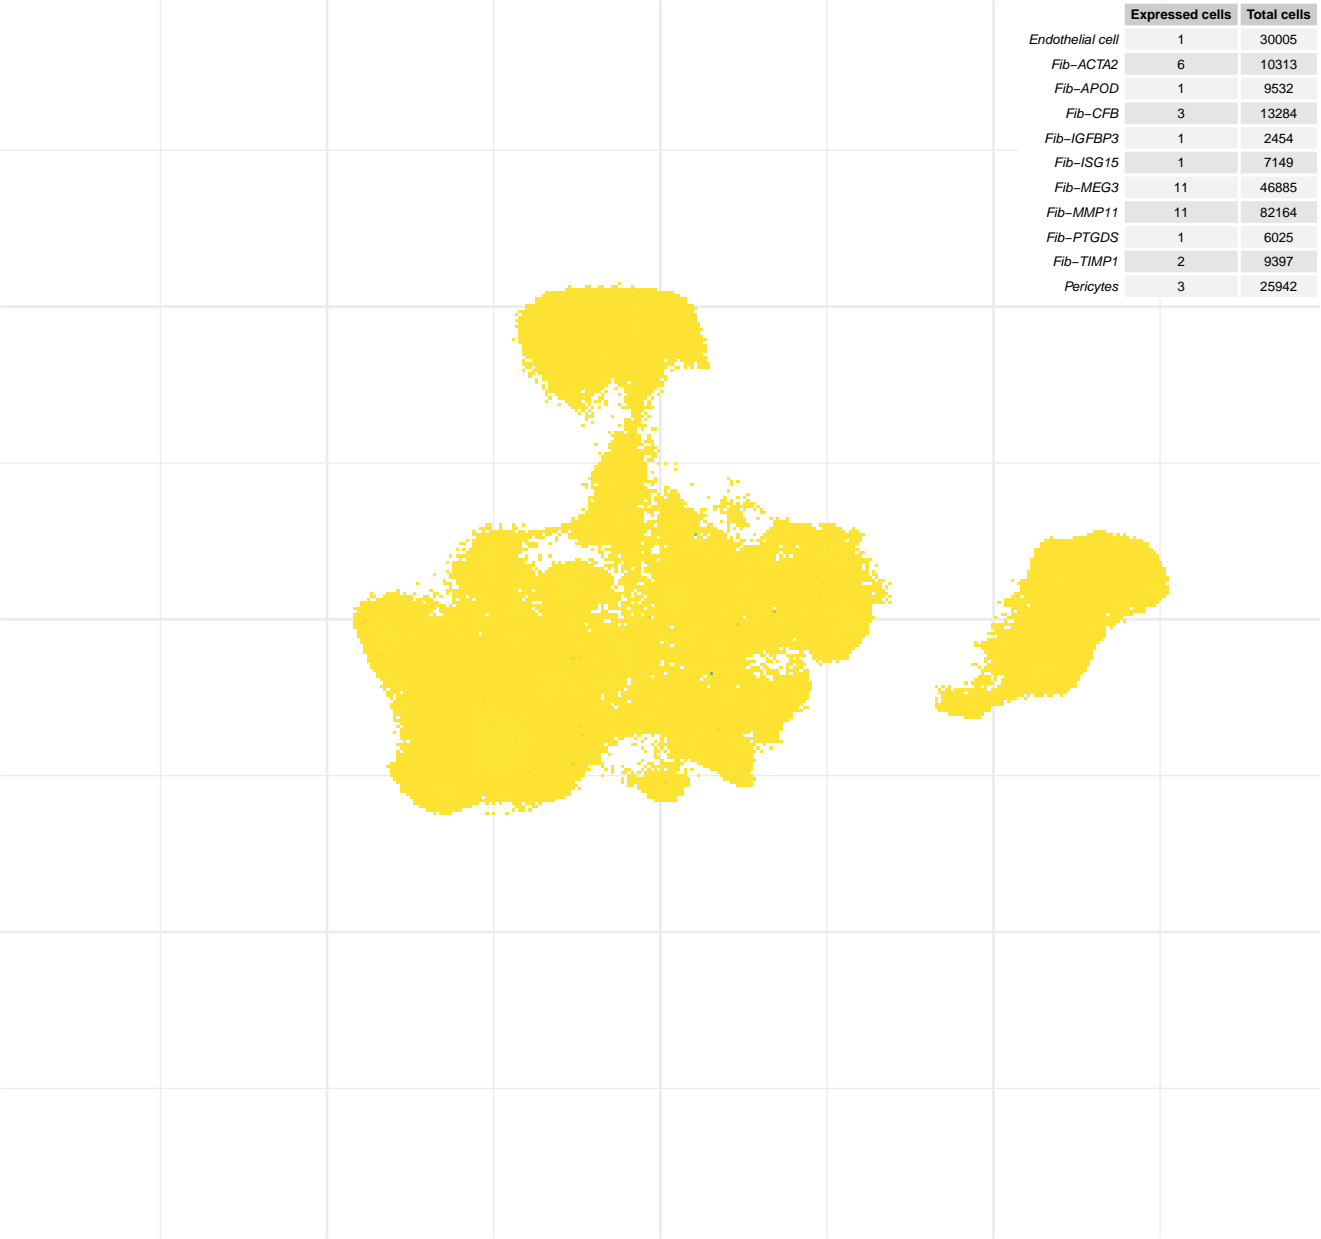 Expressed cells Total cells
Endothelial cell 1 30005
Fib−ACTA2 6 10313
Fib−APOD 1 9532
Fib−CFB 3 13284
Fib−IGFBP3 1 2454
Fib−ISG15 1 7149
Fib−MEG3 11 46885
Fib−MMP11 11 82164
Fib−PTGDS 1 6025
Fib−TIMP1 2 9397
Pericytes 3 25942